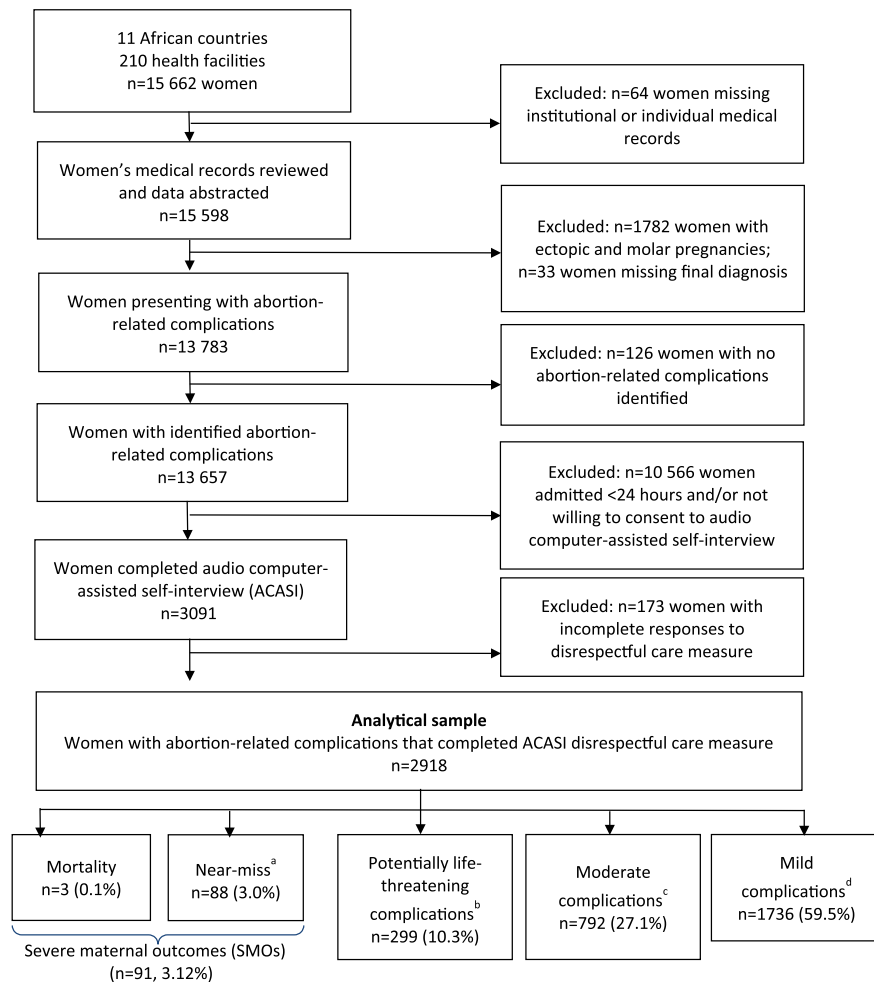 11 African countries
210 health facilities
n=15 662 women
Excluded: n=64 women missing
institutional or individual medical
records
Women's medical records reviewed
and data abstracted
n=15 598
Excluded: n=1782 women with
ectopic and molar pregnancies;
n=33 women missing final diagnosis
Women presenting with abortion-
related complications
n=13 783
Excluded: n=126 women with no
abortion-related complications
identified
Women with identified abortion-
related complications
n=13 657
Excluded: n=10 566 women
admitted <24 hours and/or not
willing to consent to audio
computer-assisted self-interview
Women completed audio computer-
assisted self-interview (ACASI)
n=3091
Excluded: n=173 women with
incomplete responses to
disrespectful care measure
Analytical sample
Women with abortion-related complications that completed ACASI disrespectful care measure
n=2918
Mortality
n=3 (0.1%)
Near-miss^a
n=88 (3.0%)
Severe maternal outcomes (SMOs)
(n=91, 3.12%)
Potentially life-
threatening
complications^b
n=299 (10.3%)
Moderate
complications^c
n=792 (27.1%)
Mild
complications^d
n=1736 (59.5%)